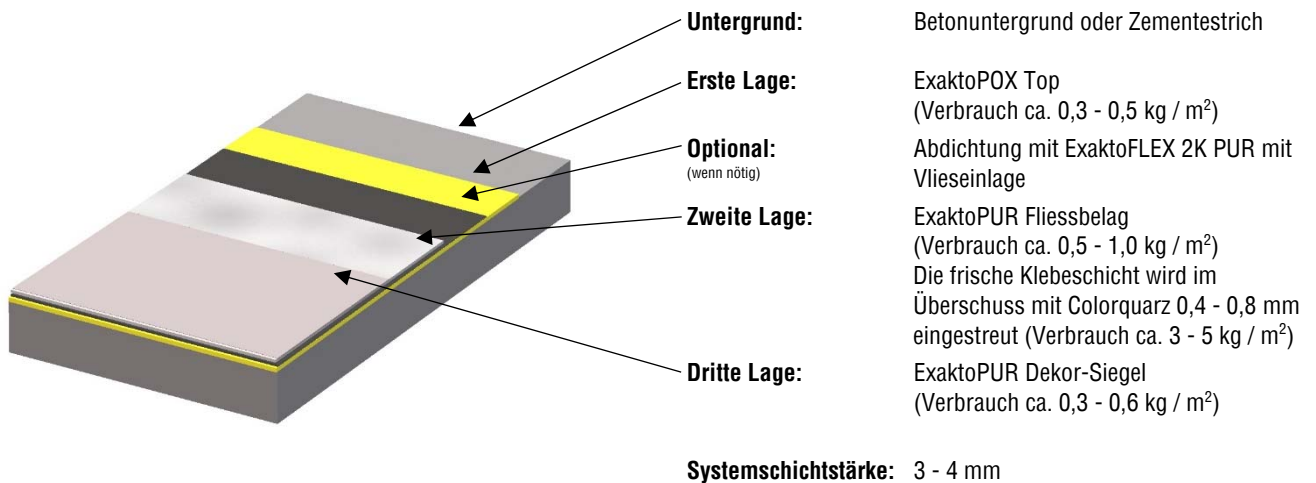 Untergrund: Betonuntergrund oder Zementestrich
Erste Lage: ExaktoPOX Top
(Verbrauch ca. 0,3 - 0,5 kg / m²)
Optional: Abdichtung mit ExaktoFLEX 2K PUR mit
(wenn nötig) Vlieseinlage
Zweite Lage: ExaktoPUR Fliessbelag
(Verbrauch ca. 0,5 - 1,0 kg / m²)
Die frische Klebeschicht wird im
Überschuss mit Colorquarz 0,4 - 0,8 mm
eingestreut (Verbrauch ca. 3 - 5 kg / m²)
Dritte Lage: ExaktoPUR Dekor-Siegel
(Verbrauch ca. 0,3 - 0,6 kg / m²)
Systemschichtstärke: 3 - 4 mm